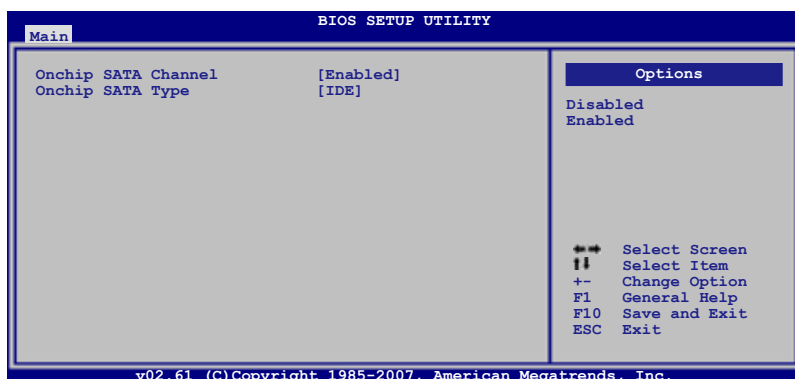 BIOS SETUP UTILITY
Main
Onchip SATA Channel [Enabled]
Onchip SATA Type [IDE]
Options
Disabled
Enabled
←→ Select Screen
↑↓ Select Item
+- Change Option
F1 General Help
F10 Save and Exit
ESC Exit
v02.61 (C)Copyright 1985-2007, American Megatrends, Inc.